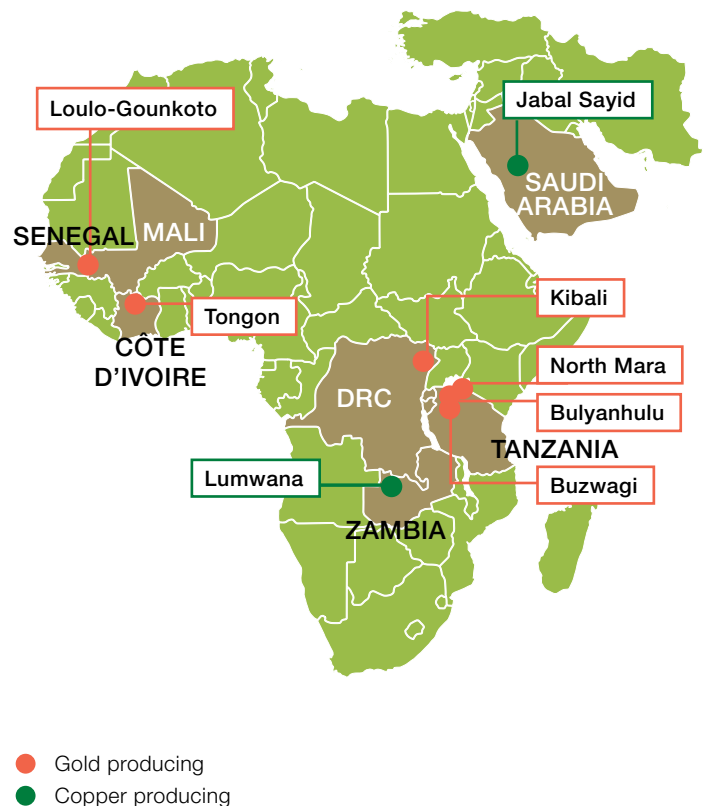 Loulo-Gounkoto
Jabal Sayid
SAUDI
ARABIA
SENEGAL
MALI
Kibali
Tongon
CÔTE
D'IVOIRE
North Mara
DRC
Bulyanhulu
TANZANIA
Lumwana
Buzwagi
ZAMBIA
Gold producing
Copper producing